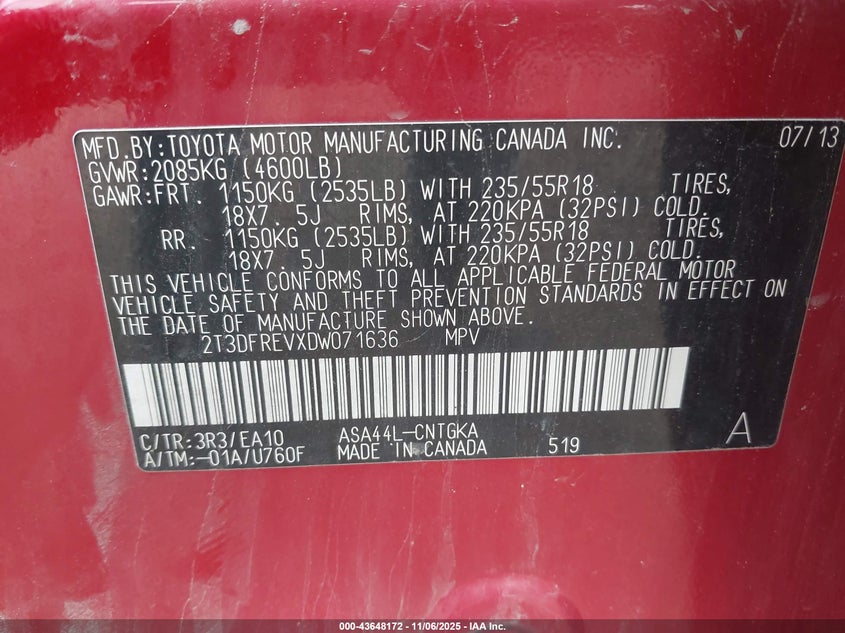 MFD.BY:TOYOTA MOTOR MANUFACTURING CANADA INC. 07/13
GVWR:2085KG (4600LB)
GAWR:FRT. 1150KG (2535LB) WITH 235/55R18 TIRES,
18X7.5J RIMS, AT 220KPA (32PSI) COLD.
RR. 1150KG (2535LB) WITH 235/55R18 TIRES,
18X7.5J RIMS, AT 220KPA (32PSI) COLD.
THIS VEHICLE CONFORMS TO ALL APPLICABLE FEDERAL MOTOR
VEHICLE SAFETY AND THEFT PREVENTION STANDARDS IN EFFECT ON
THE DATE OF MANUFACTURE SHOWN ABOVE.
2T3DFREVXDW071636 MPV
C/TR:3R3/EA10 ASA44L-CNTGKA A
A/TM:-01A/U760F MADE IN CANADA 519
000-43648172 - 11/06/2025 - IAA Inc.